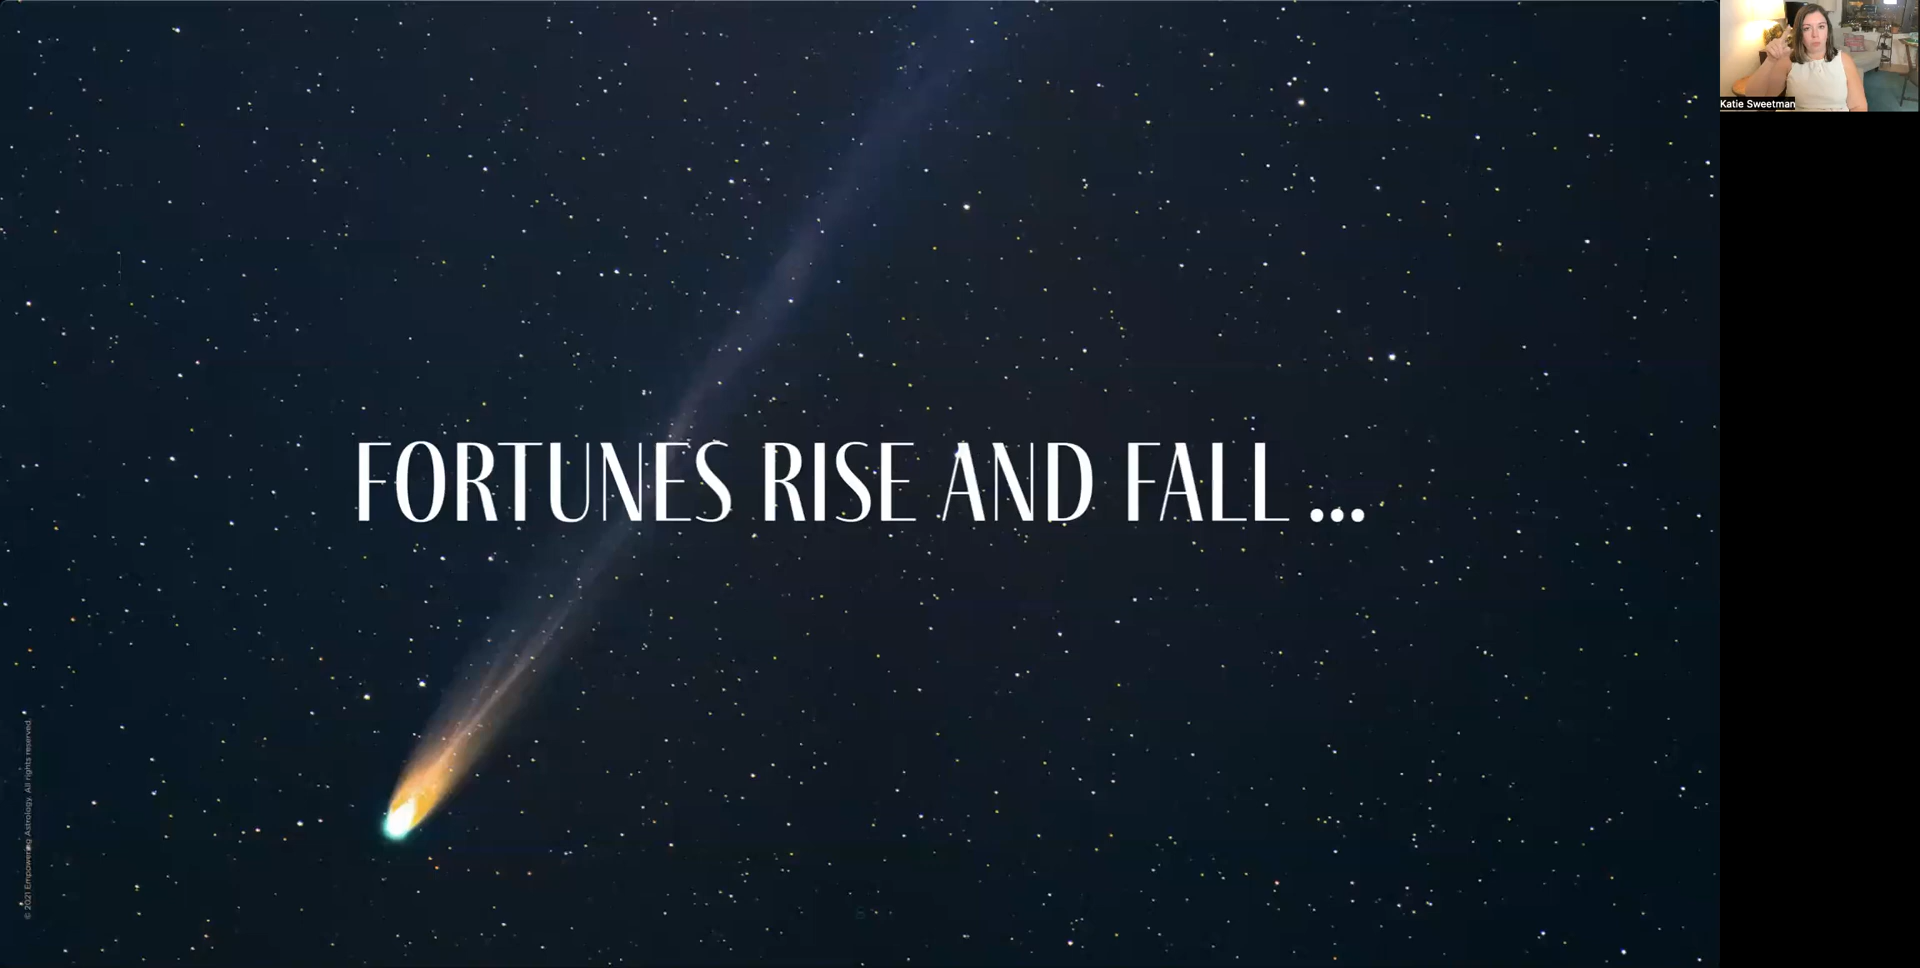 Katie Sweetman
FORTUNES RISE AND FALL ...
© 2021 Empowering Astrology. All rights reserved.